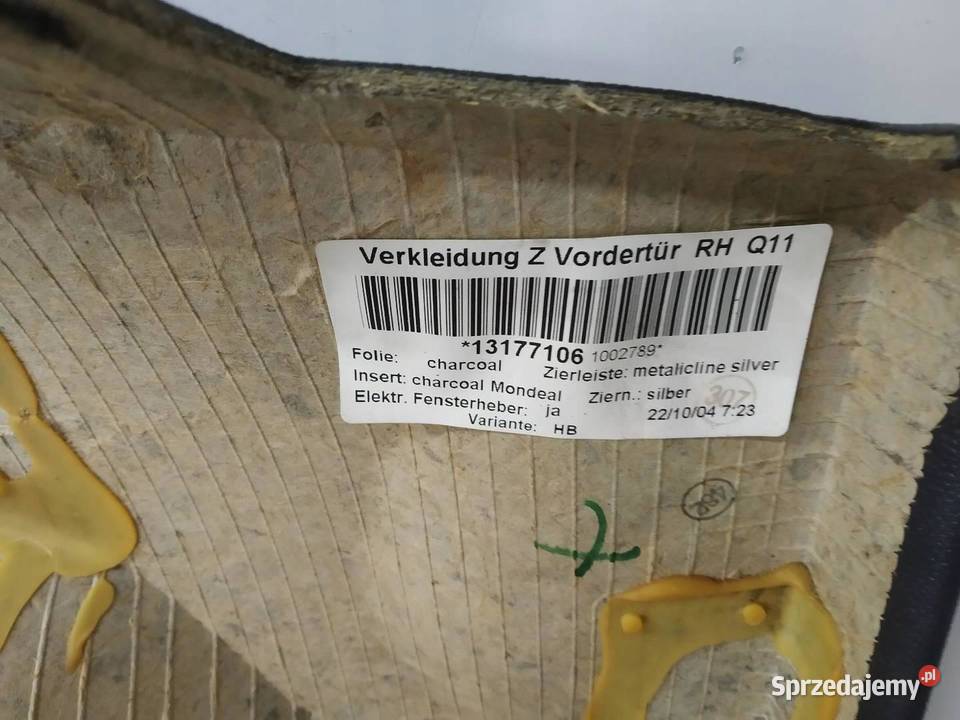 Verkleidung Z Vordertür RH Q11
*13177106 1002789*
Folie: charcoal Zierleiste: metalicline silver
Insert: charcoal Mondeal Ziern.: silber
Elektr. Fensterheber: ja 22/10/04 7:23
Variante: HB
307
Sprzedajemy.pl